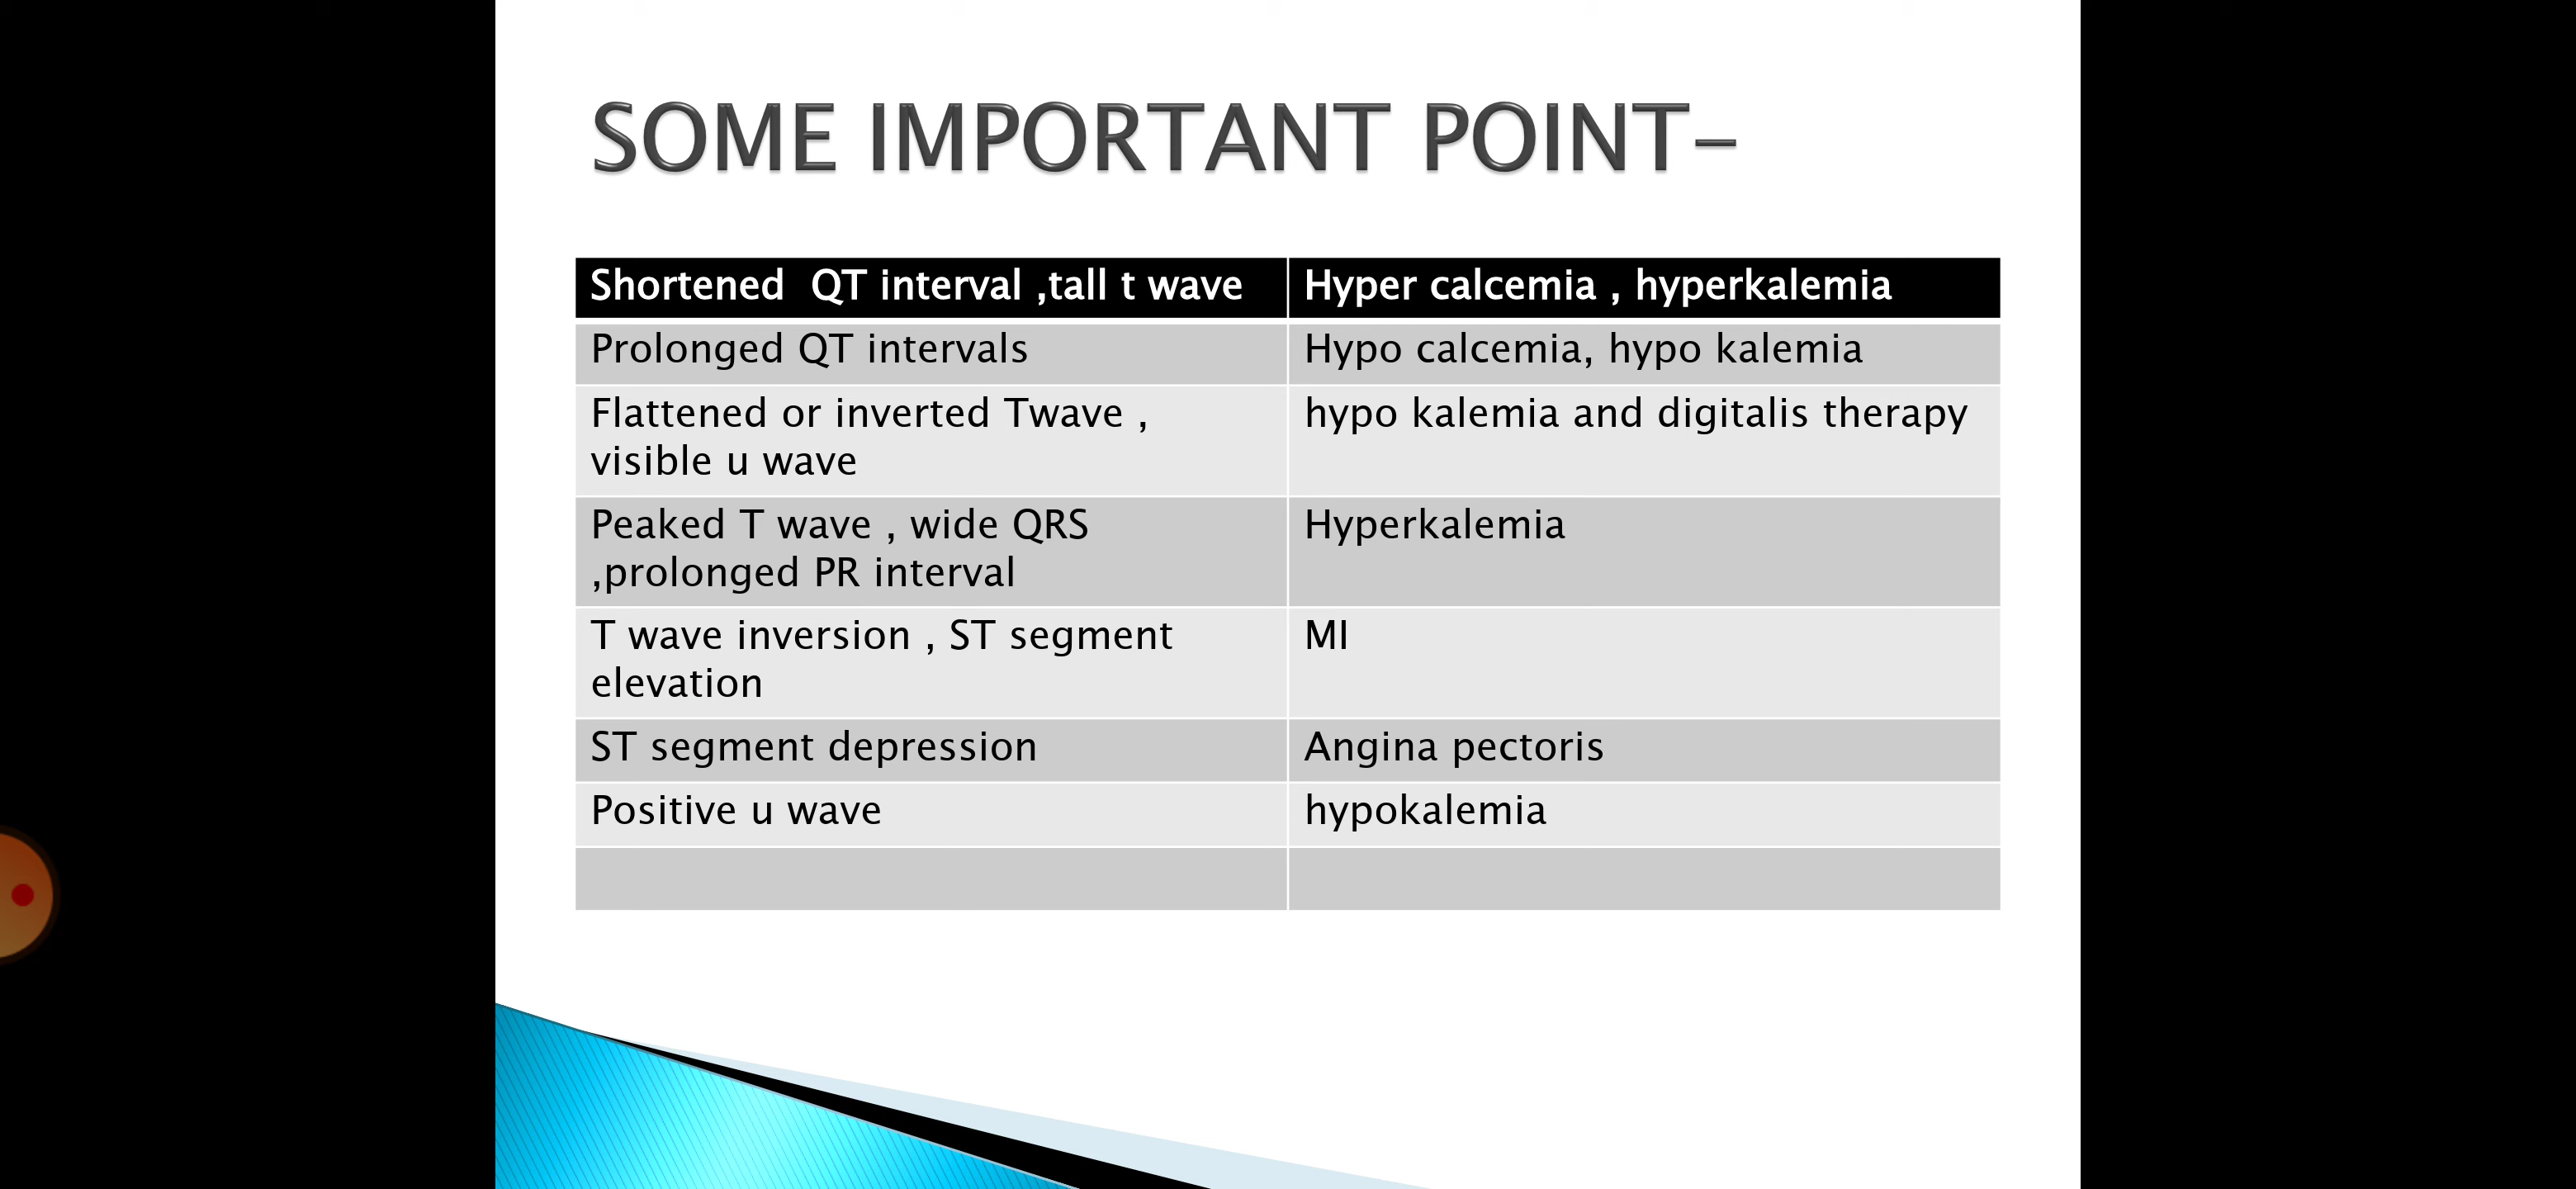 SOME IMPORTANT POINT-
Shortened  QT interval ,tall t wave
Hyper calcemia , hyperkalemia
Prolonged QT intervals
Hypo calcemia, hypo kalemia
Flattened or inverted Twave ,
visible u wave
hypo kalemia and digitalis therapy
Peaked T wave , wide QRS
,prolonged PR interval
Hyperkalemia
T wave inversion , ST segment
elevation
MI
ST segment depression
Angina pectoris
Positive u wave
hypokalemia